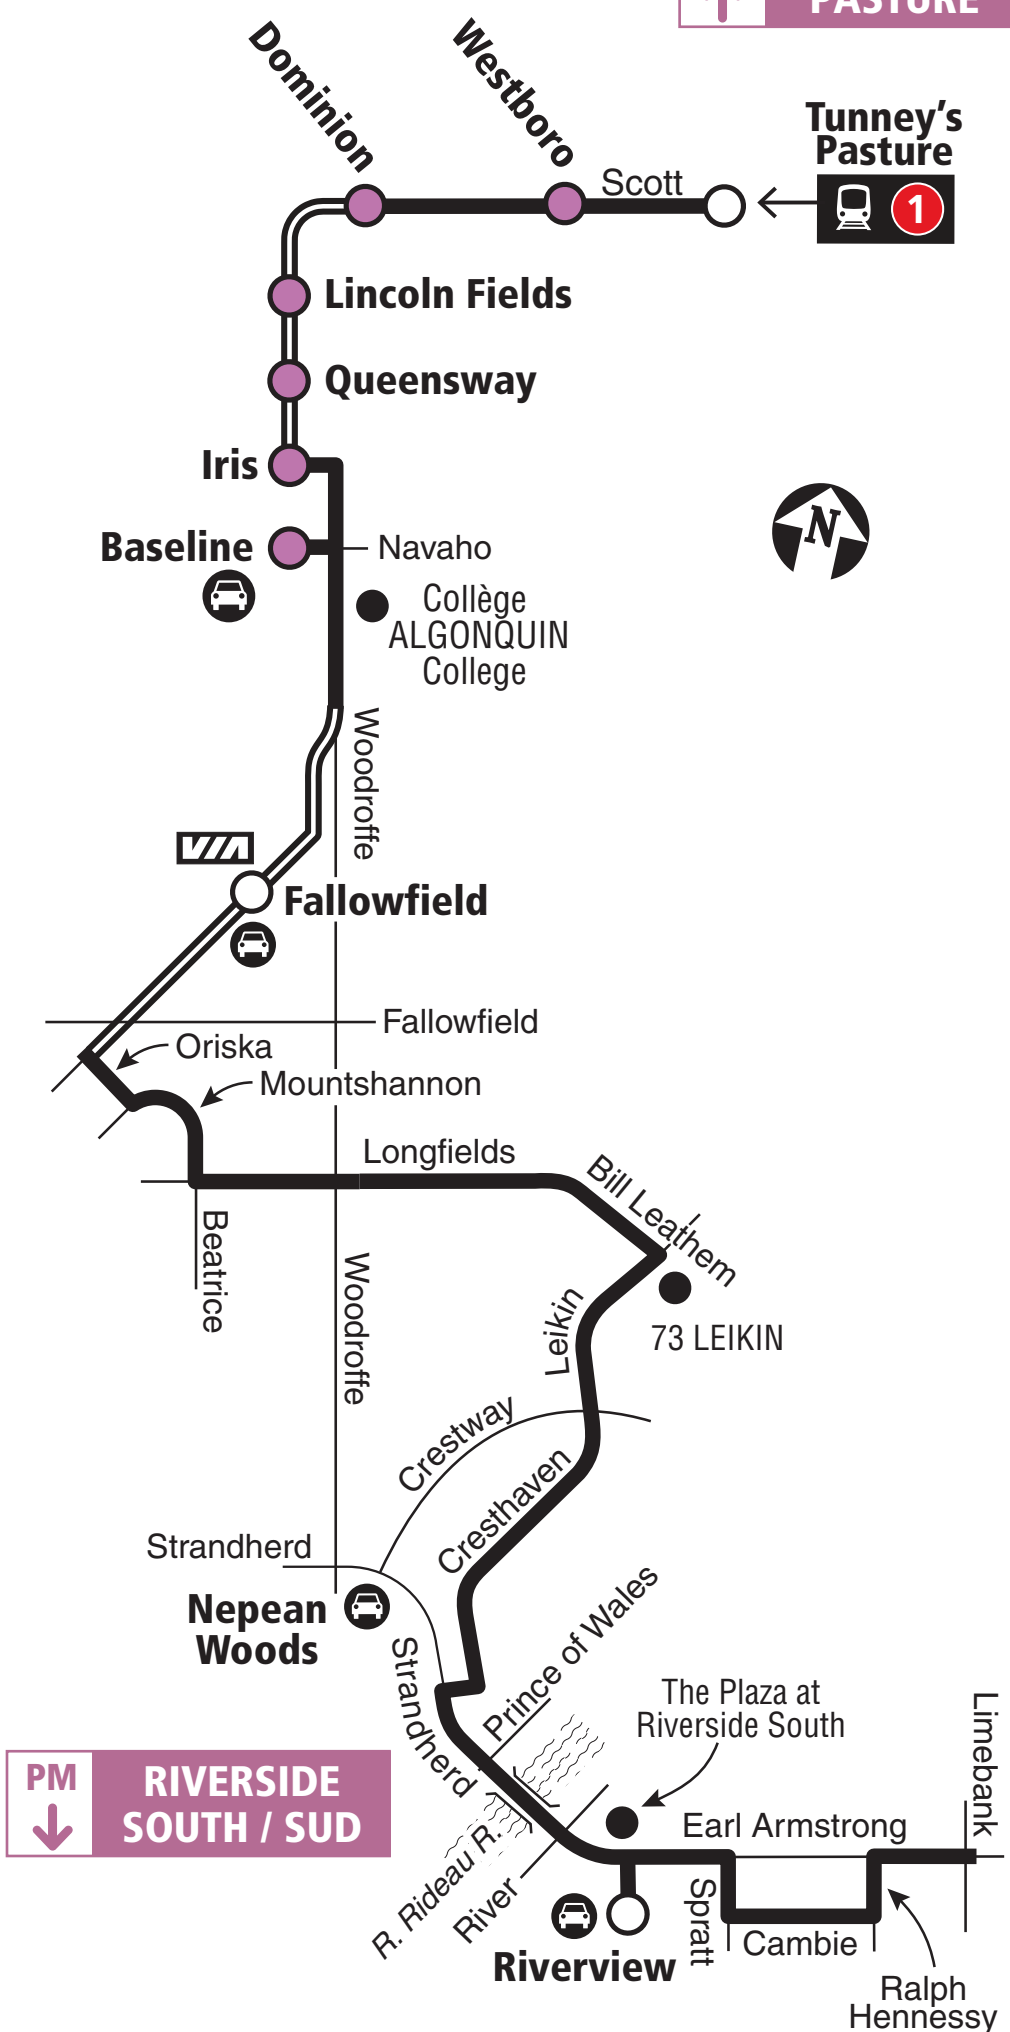 PASTURE
Dominion
Westboro
Tunney's
Pasture
Scott
1
Lincoln Fields
Queensway
Iris
N
Baseline
Navaho
Collège
ALGONQUIN
College
Woodroffe
VIA
Fallowfield
Fallowfield
Oriska
Mountshannon
Longfields
Bill Leathem
Beatrice
Woodroffe
Leikin
73 LEIKIN
Crestway
Cresthaven
Strandherd
Nepean
Woods
Strandherd
Prince of Wales
The Plaza at
Riverside South
Limebank
PM
RIVERSIDE
SOUTH / SUD
Earl Armstrong
R. Rideau R.
River
Spratt
Cambie
Riverview
Ralph
Hennessy